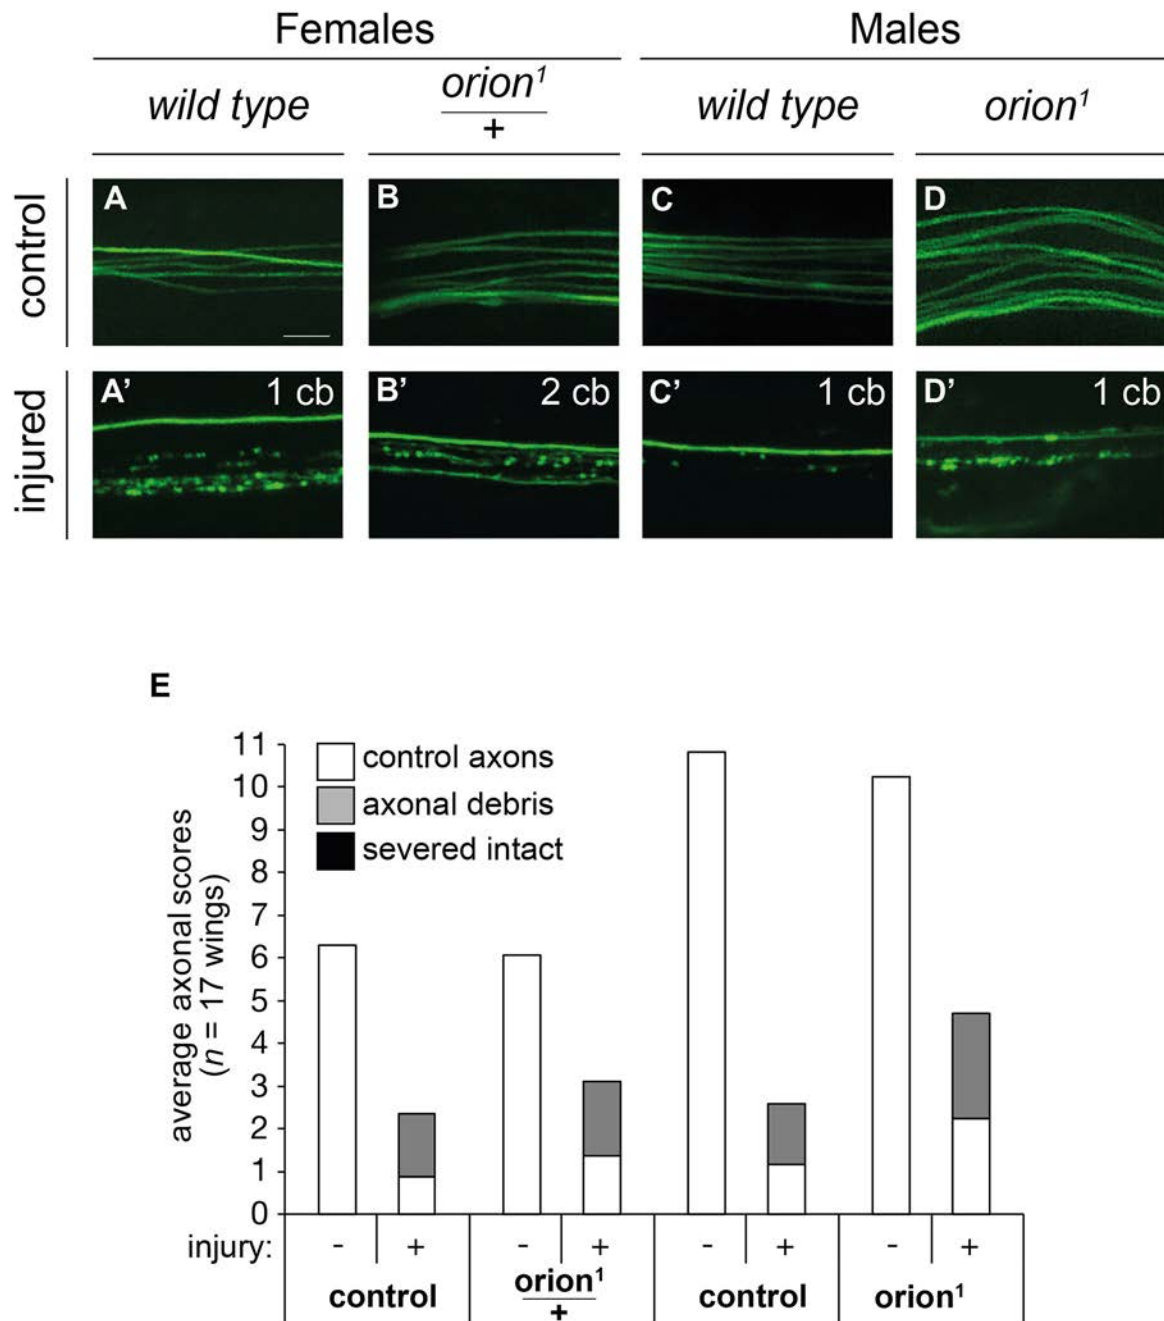 Females Males
wild type orion¹ wild type orion¹
+
control A B C D
injured A' 1 cb B' 2 cb C' 1 cb D' 1 cb
E
average axonal scores
(n = 17 wings)
11
10
9
8
7
6
5
4
3
2
1
0
control axons
axonal debris
severed intact
injury: - + - + - + - +
control orion¹ control orion¹
+